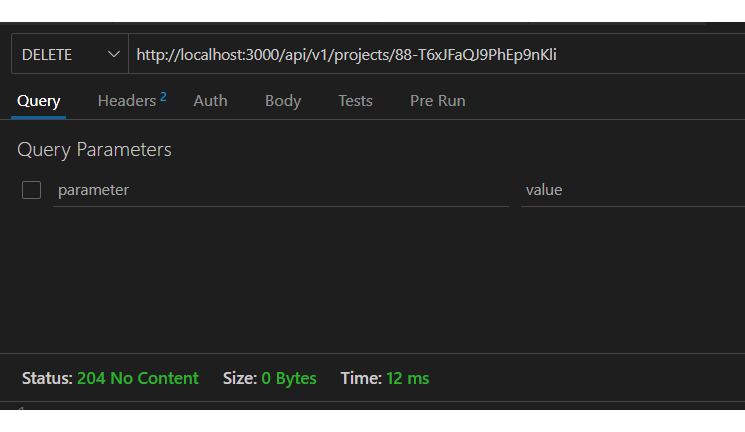 DELETE http://localhost:3000/api/v1/projects/88-T6xJFaQJ9PhEp9nKli
Query Headers 2 Auth Body Tests Pre Run
Query Parameters
parameter value
Status: 204 No Content Size: 0 Bytes Time: 12 ms